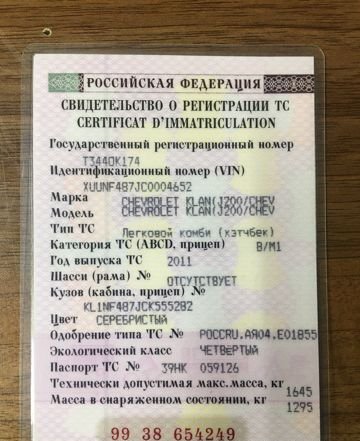 РОССИЙСКАЯ ФЕДЕРАЦИЯ
СВИДЕТЕЛЬСТВО О РЕГИСТРАЦИИ ТС
CERTIFICAT D'IMMATRICULATION
Государственный регистрационный номер
Т344ОК174
Идентификационный номер (VIN)
XUUNF487JC0004652
Марка CHEVROLET KLAN(J200/CHEV
Модель CHEVROLET KLAN(J200/CHEV
Тип ТС Легковой комби (хэтчбек)
Категория ТС (ABCD, прицеп) B/M1
Год выпуска ТС 2011
Шасси (рама) № ОТСУТСТВУЕТ
Кузов (кабина, прицеп) №
KL1NF487JCK555282
Цвет СЕРЕБРИСТЫЙ
Одобрение типа ТС № РОССRU.АЯ04.Е01855
Экологический класс ЧЕТВЕРТЫЙ
Паспорт ТС № 39НК 059126
Технически допустимая макс.масса, кг 1645
Масса в снаряженном состоянии, кг 1295
99 38 654249